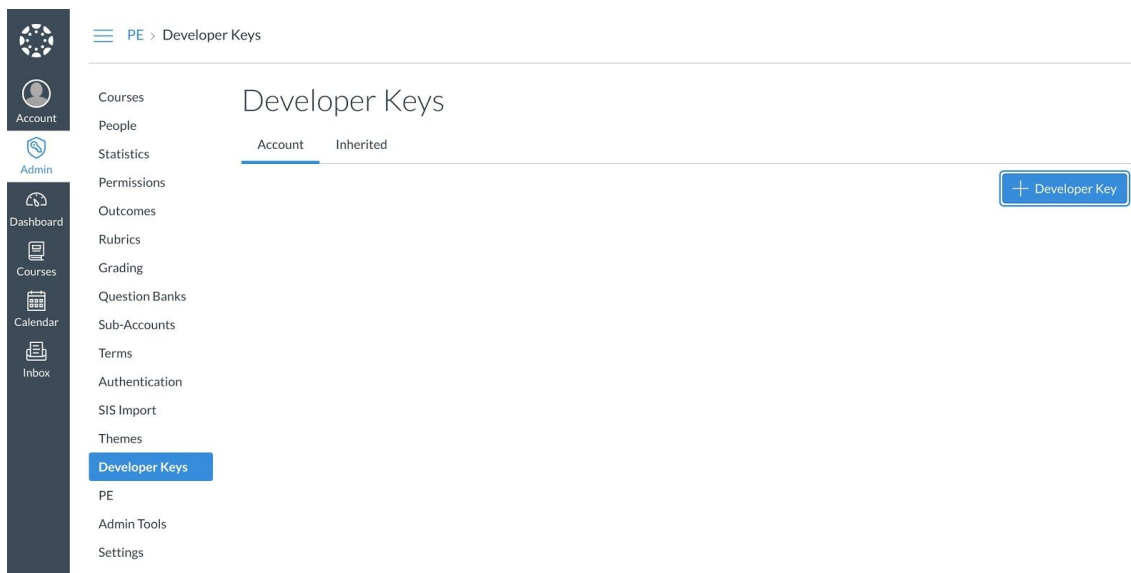 PE > Developer Keys
Account
Admin
Dashboard
Courses
Calendar
Inbox
Courses
People
Statistics
Permissions
Outcomes
Rubrics
Grading
Question Banks
Sub-Accounts
Terms
Authentication
SIS Import
Themes
Developer Keys
PE
Admin Tools
Settings
Developer Keys
Account Inherited
+ Developer Key